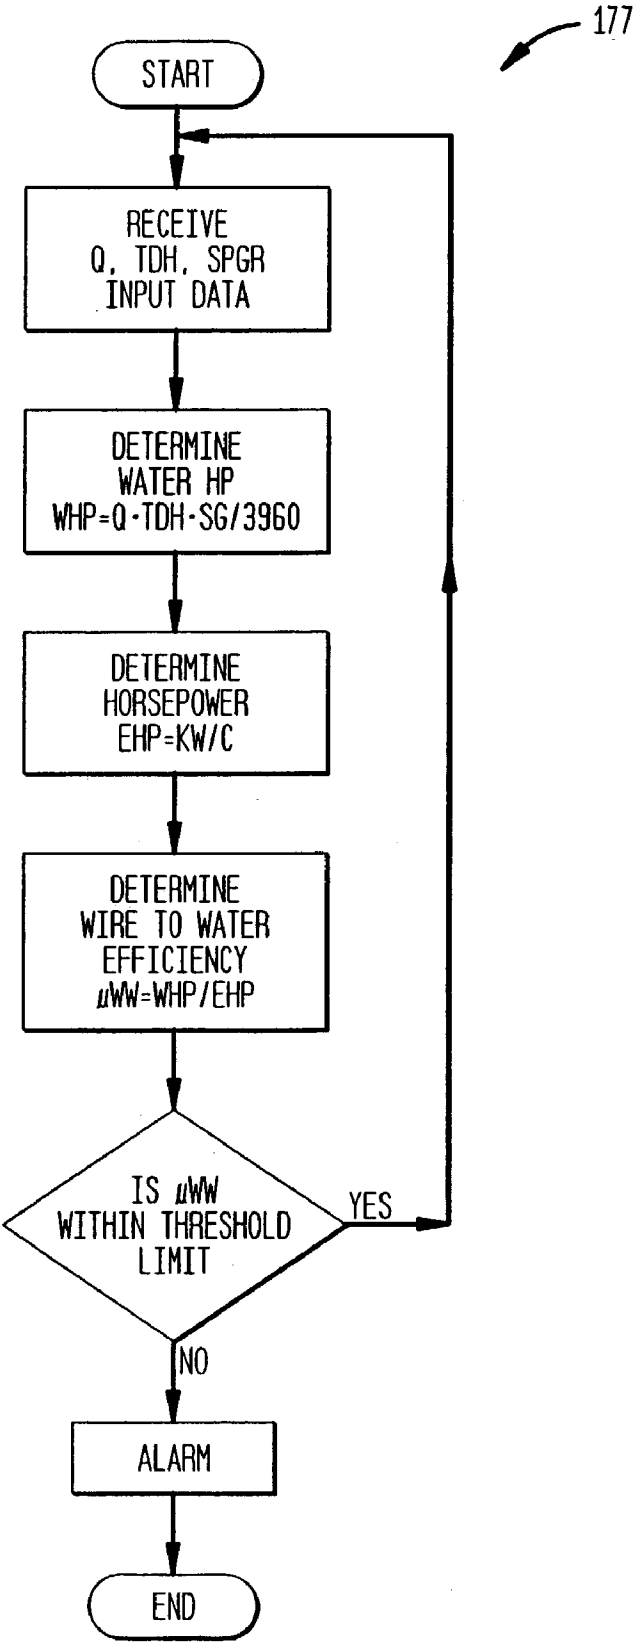 177
START
RECEIVE
Q, TDH, SPGR
INPUT DATA
DETERMINE
WATER HP
WHP=Q·TDH·SG/3960
DETERMINE
HORSEPOWER
EHP=KW/C
DETERMINE
WIRE TO WATER
EFFICIENCY
µWW=WHP/EHP
IS µWW
WITHIN THRESHOLD
LIMIT
YES
NO
ALARM
END